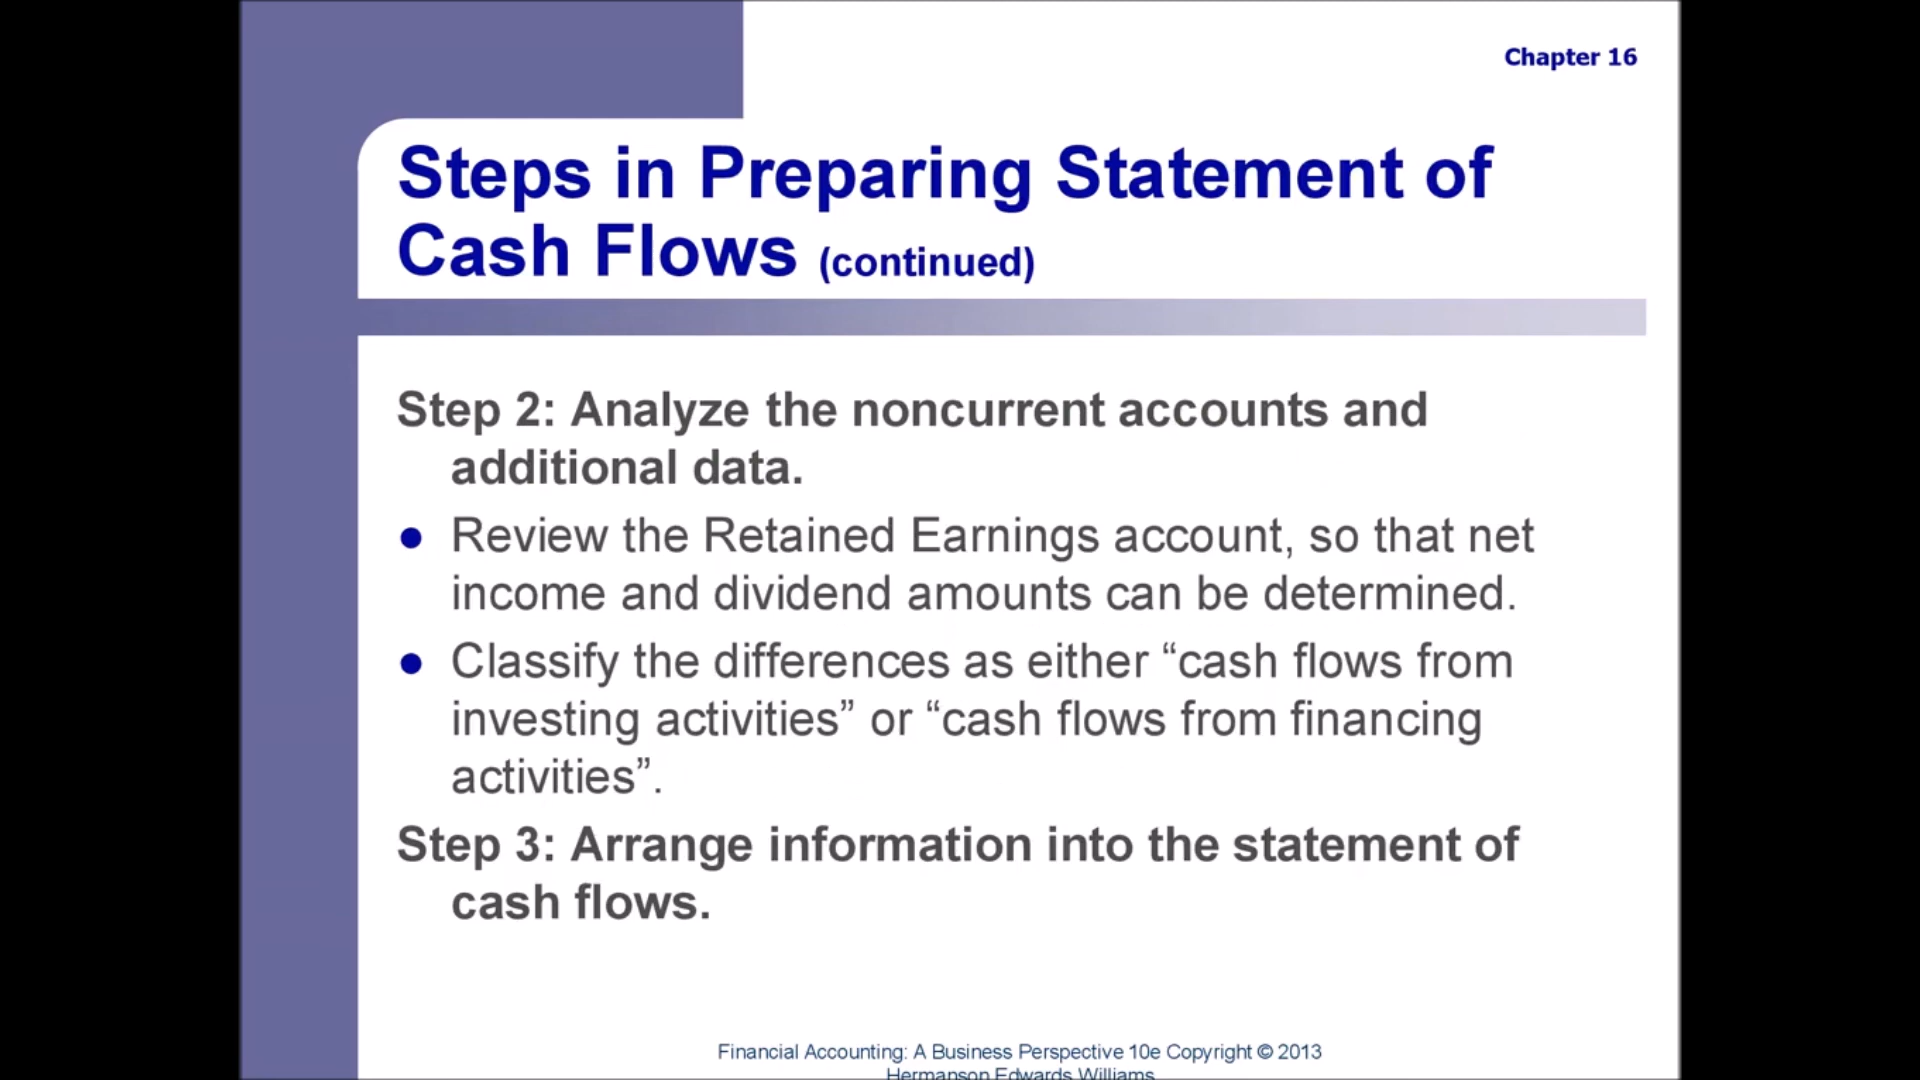 Chapter 16
Steps in Preparing Statement of
Cash Flows (continued)
Step 2: Analyze the noncurrent accounts and
additional data.
● Review the Retained Earnings account, so that net
income and dividend amounts can be determined.
● Classify the differences as either “cash flows from
investing activities” or “cash flows from financing
activities”.
Step 3: Arrange information into the statement of
cash flows.
Financial Accounting: A Business Perspective 10e Copyright © 2013
Hermanson Edwards Williams